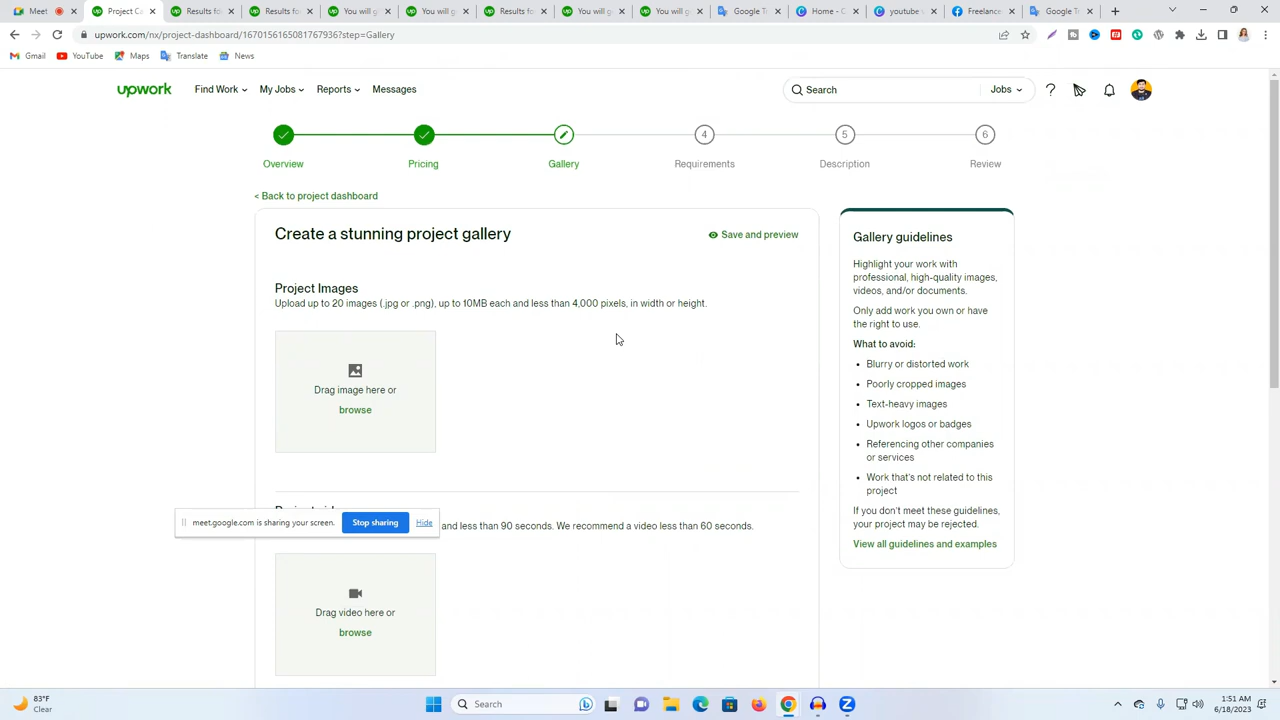 Meet
Project Ca
Results fo
Results fo
You will g
You will g
Results fo
You will g
You will g
Google Tr
Home - C
youtube v
Freelance
Google Tr
upwork.com/nx/project-dashboard/1670156165081767936?step=Gallery
Gmail
YouTube
Maps
Translate
News
upwork
Find Work
My Jobs
Reports
Messages
Search
Jobs
4
5
6
Overview
Pricing
Gallery
Requirements
Description
Review
< Back to project dashboard
Create a stunning project gallery
Save and preview
Project Images
Upload up to 20 images (.jpg or .png), up to 10MB each and less than 4,000 pixels, in width or height.
Drag image here or
browse
meet.google.com is sharing your screen.
Stop sharing
Hide
and less than 90 seconds. We recommend a video less than 60 seconds.
Drag video here or
browse
Gallery guidelines
Highlight your work with
professional, high-quality images,
videos, and/or documents.
Only add work you own or have
the right to use.
What to avoid:
• Blurry or distorted work
• Poorly cropped images
• Text-heavy images
• Upwork logos or badges
• Referencing other companies
or services
• Work that's not related to this
project
If you don't meet these guidelines,
your project may be rejected.
View all guidelines and examples
83°F
Clear
Search
1:51 AM
6/18/2023